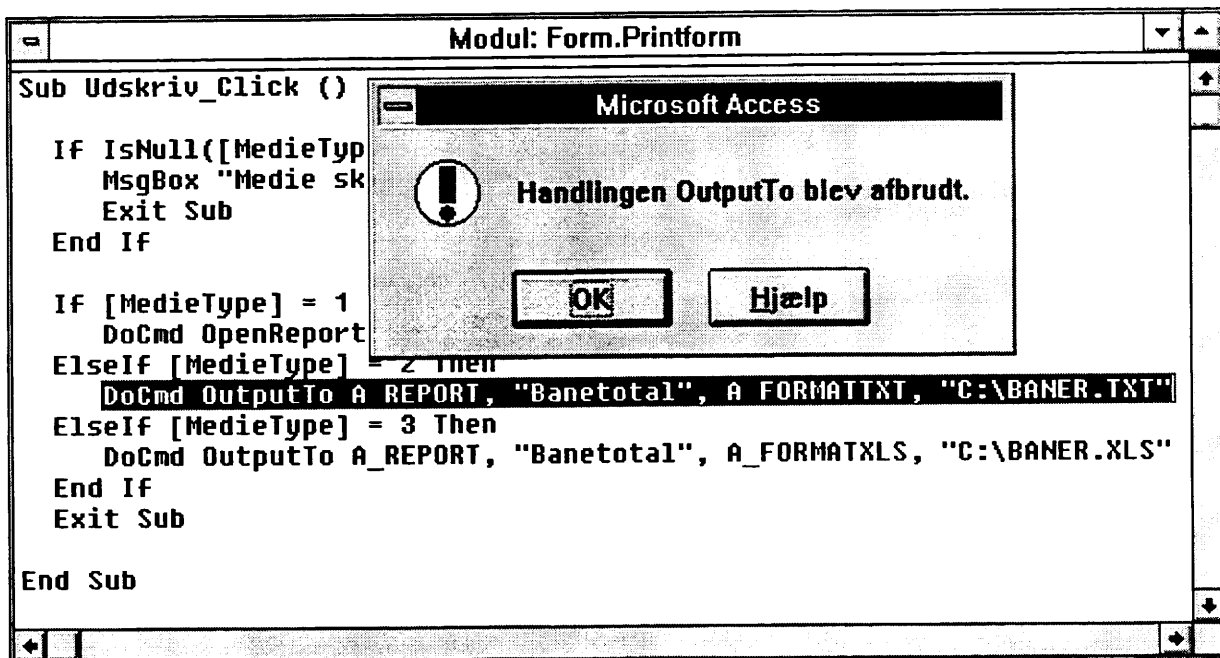 Modul: Form.Printform
Sub Udskriv_Click ()
If IsNull([MedieTyp
MsgBox "Medie sk
Exit Sub
End If
If [MedieType] = 1
DoCmd OpenReport
ElseIf [MedieType] = 2 Then
DoCmd OutputTo A_REPORT, "Banetotal", A_FORMATTXT, "C:\BANER.TXT"
ElseIf [MedieType] = 3 Then
DoCmd OutputTo A_REPORT, "Banetotal", A_FORMATXLS, "C:\BANER.XLS"
End If
Exit Sub
End Sub
Microsoft Access
Handlingen OutputTo blev afbrudt.
OK
Hjælp